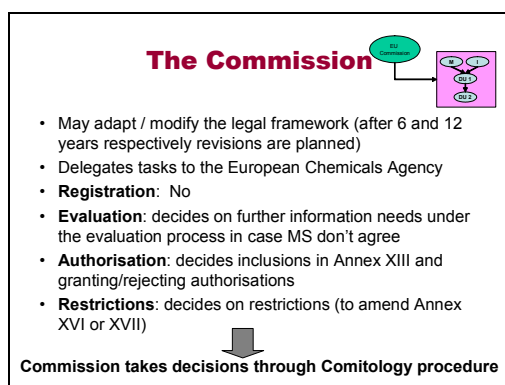 The Commission
EU
Commission
M
I
DU 1
DU 2
• May adapt / modify the legal framework (after 6 and 12
years respectively revisions are planned)
• Delegates tasks to the European Chemicals Agency
• Registration: No
• Evaluation: decides on further information needs under
the evaluation process in case MS don't agree
• Authorisation: decides inclusions in Annex XIII and
granting/rejecting authorisations
• Restrictions: decides on restrictions (to amend Annex
XVI or XVII)
Commission takes decisions through Comitology procedure